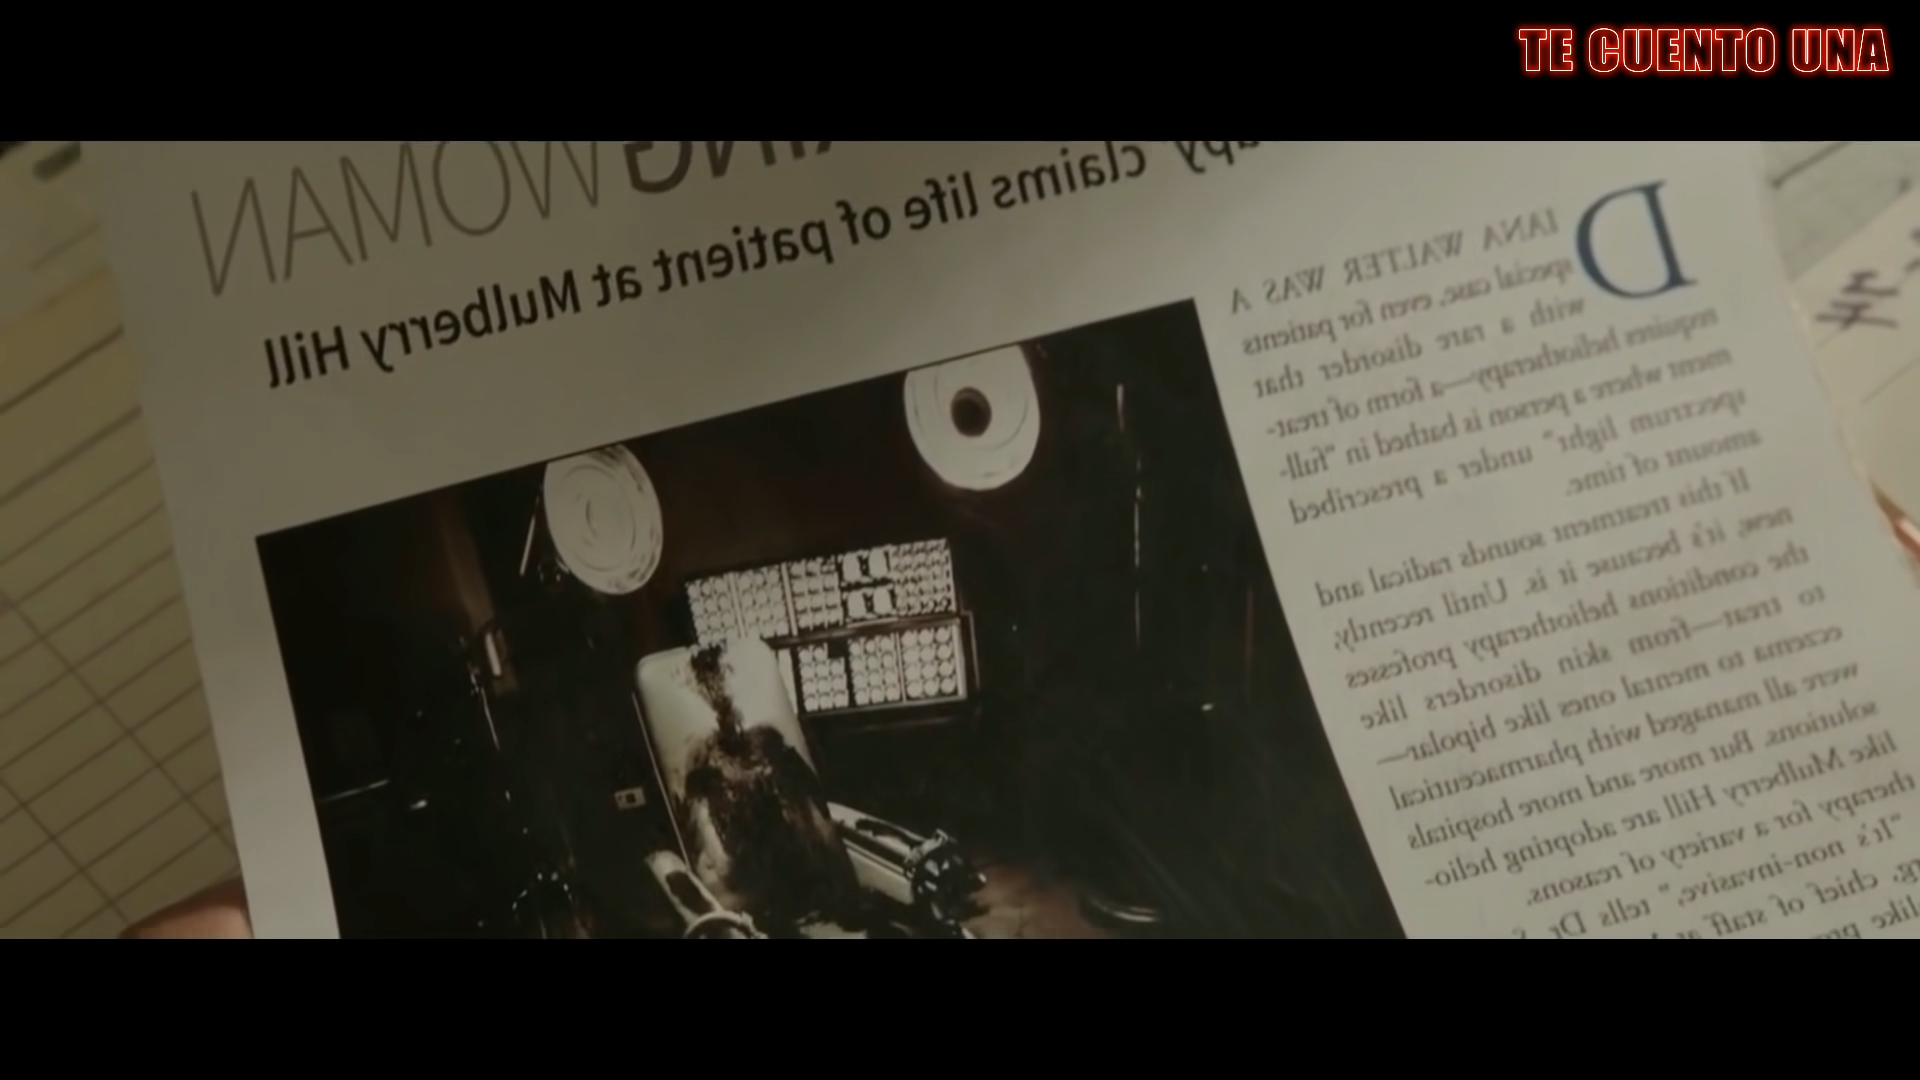 TE CUENTO UNA
WOMAN
claims life of patient at Mulberry Hill
DIANA WALTER WAS A
special case, even for patients
with a rare disorder that
requires heliotherapy—a form of treat-
ment where a person is bathed in "full-
spectrum light" under a prescribed
amount of time.
If this treatment sounds radical and
new, it's because it is. Until recently,
the conditions heliotherapy professes
to treat—from skin disorders like
eczema to mental ones like bipolar—
were all managed with pharmaceutical
solutions. But more and more hospitals
like Mulberry Hill are adopting helio-
therapy for a variety of reasons.
"It's non-invasive," tells Dr.
chief of staff at
like